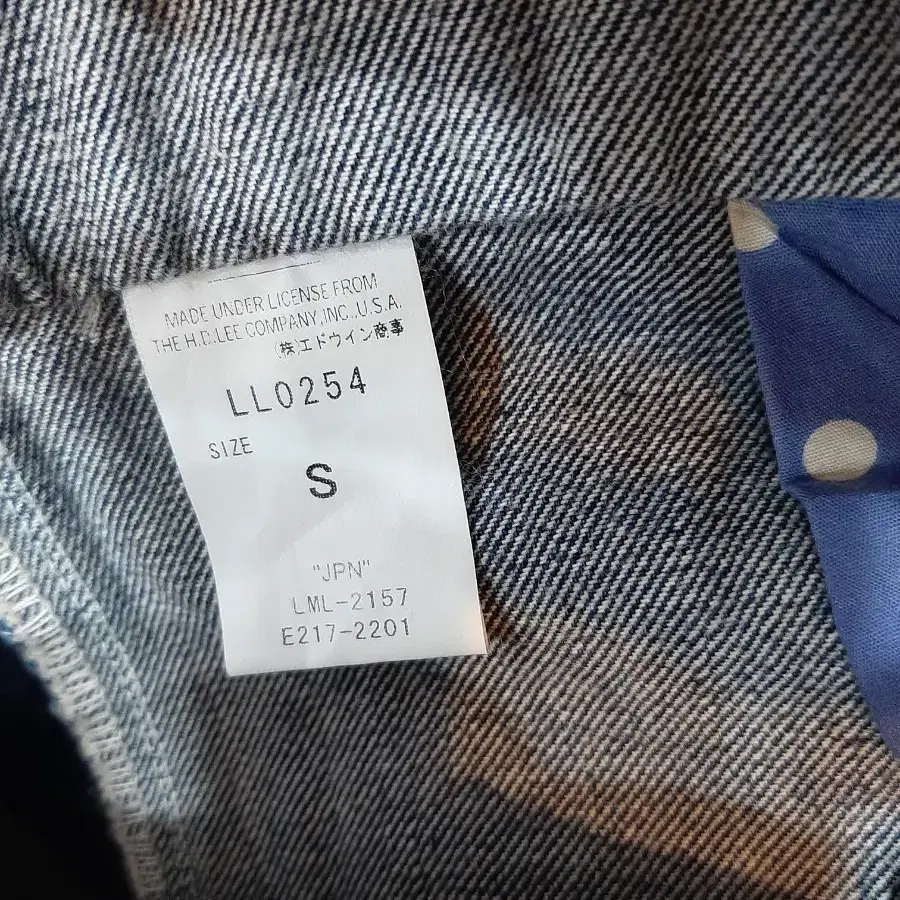 MADE UNDER LICENSE FROM
THE H.D.LEE COMPANY,INC.,U.S.A.
(株)エドウイン商事
LL0254
SIZE
S
"JPN"
LML-2157
E217-2201